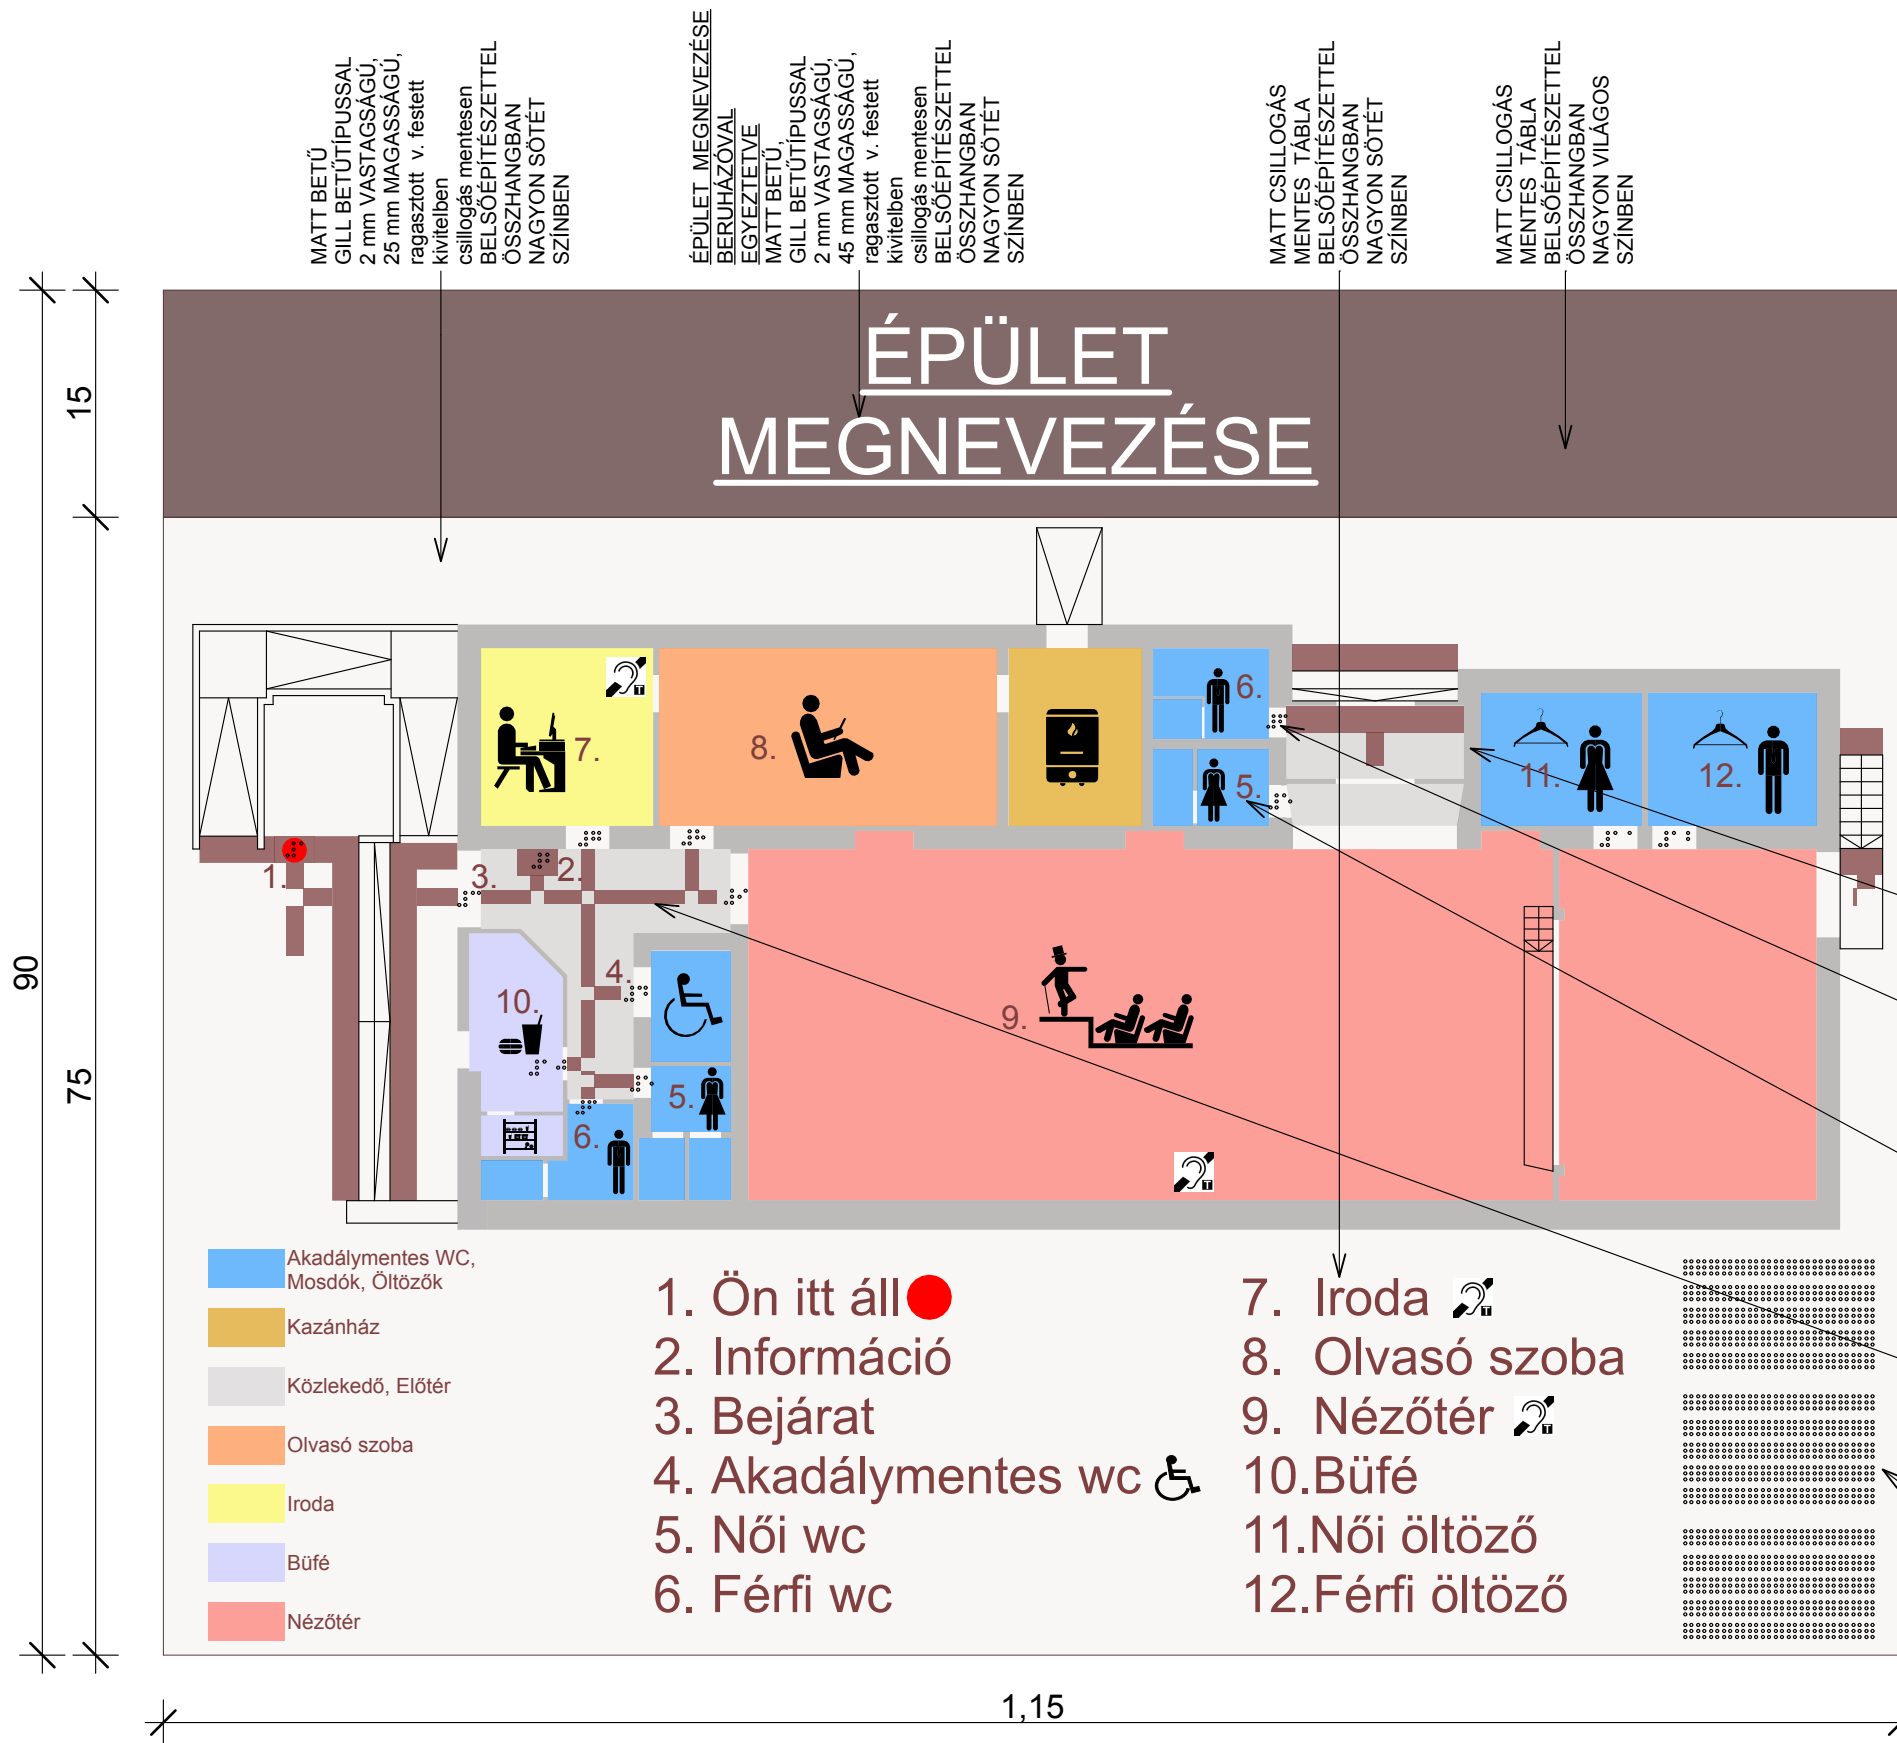 MATT BETŰ
GILL BETŰTÍPUSSAL
2 mm VASTAGSÁGÚ,
25 mm MAGASSÁGÚ,
ragasztott v. festett
kivitelben
csillogás mentesen
BELSŐÉPÍTÉSZETTEL
ÖSSZHANGBAN
NAGYON SÖTÉT
SZÍNBEN
ÉPÜLET MEGNEVEZÉSE
BERUHÁZÓVAL
EGYEZTETVE
MATT BETŰ,
GILL BETŰTÍPUSSAL
2 mm VASTAGSÁGÚ,
45 mm MAGASSÁGÚ,
ragasztott v. festett
kivitelben
csillogás mentesen
BELSŐÉPÍTÉSZETTEL
ÖSSZHANGBAN
NAGYON SÖTÉT
SZÍNBEN
MATT CSILLOGÁS
MENTES TÁBLA
BELSŐÉPÍTÉSZETTEL
ÖSSZHANGBAN
NAGYON SÖTÉT
SZÍNBEN
MATT CSILLOGÁS
MENTES TÁBLA
BELSŐÉPÍTÉSZETTEL
ÖSSZHANGBAN
NAGYON VILÁGOS
SZÍNBEN
ÉPÜLET
MEGNEVEZÉSE
15
90
75
7.
8.
6.
5.
11.
12.
1.
3.
2.
4.
10.
9.
5.
6.
T
T
Akadálymentes WC,
Mosdók, Öltözők
Kazánház
Közlekedő, Előtér
Olvasó szoba
Iroda
Büfé
Nézőtér
1. Ön itt áll
2. Információ
3. Bejárat
4. Akadálymentes wc
5. Női wc
6. Férfi wc
7. Iroda T
8. Olvasó szoba
9. Nézőtér T
10.Büfé
11.Női öltöző
12.Férfi öltöző
1,15